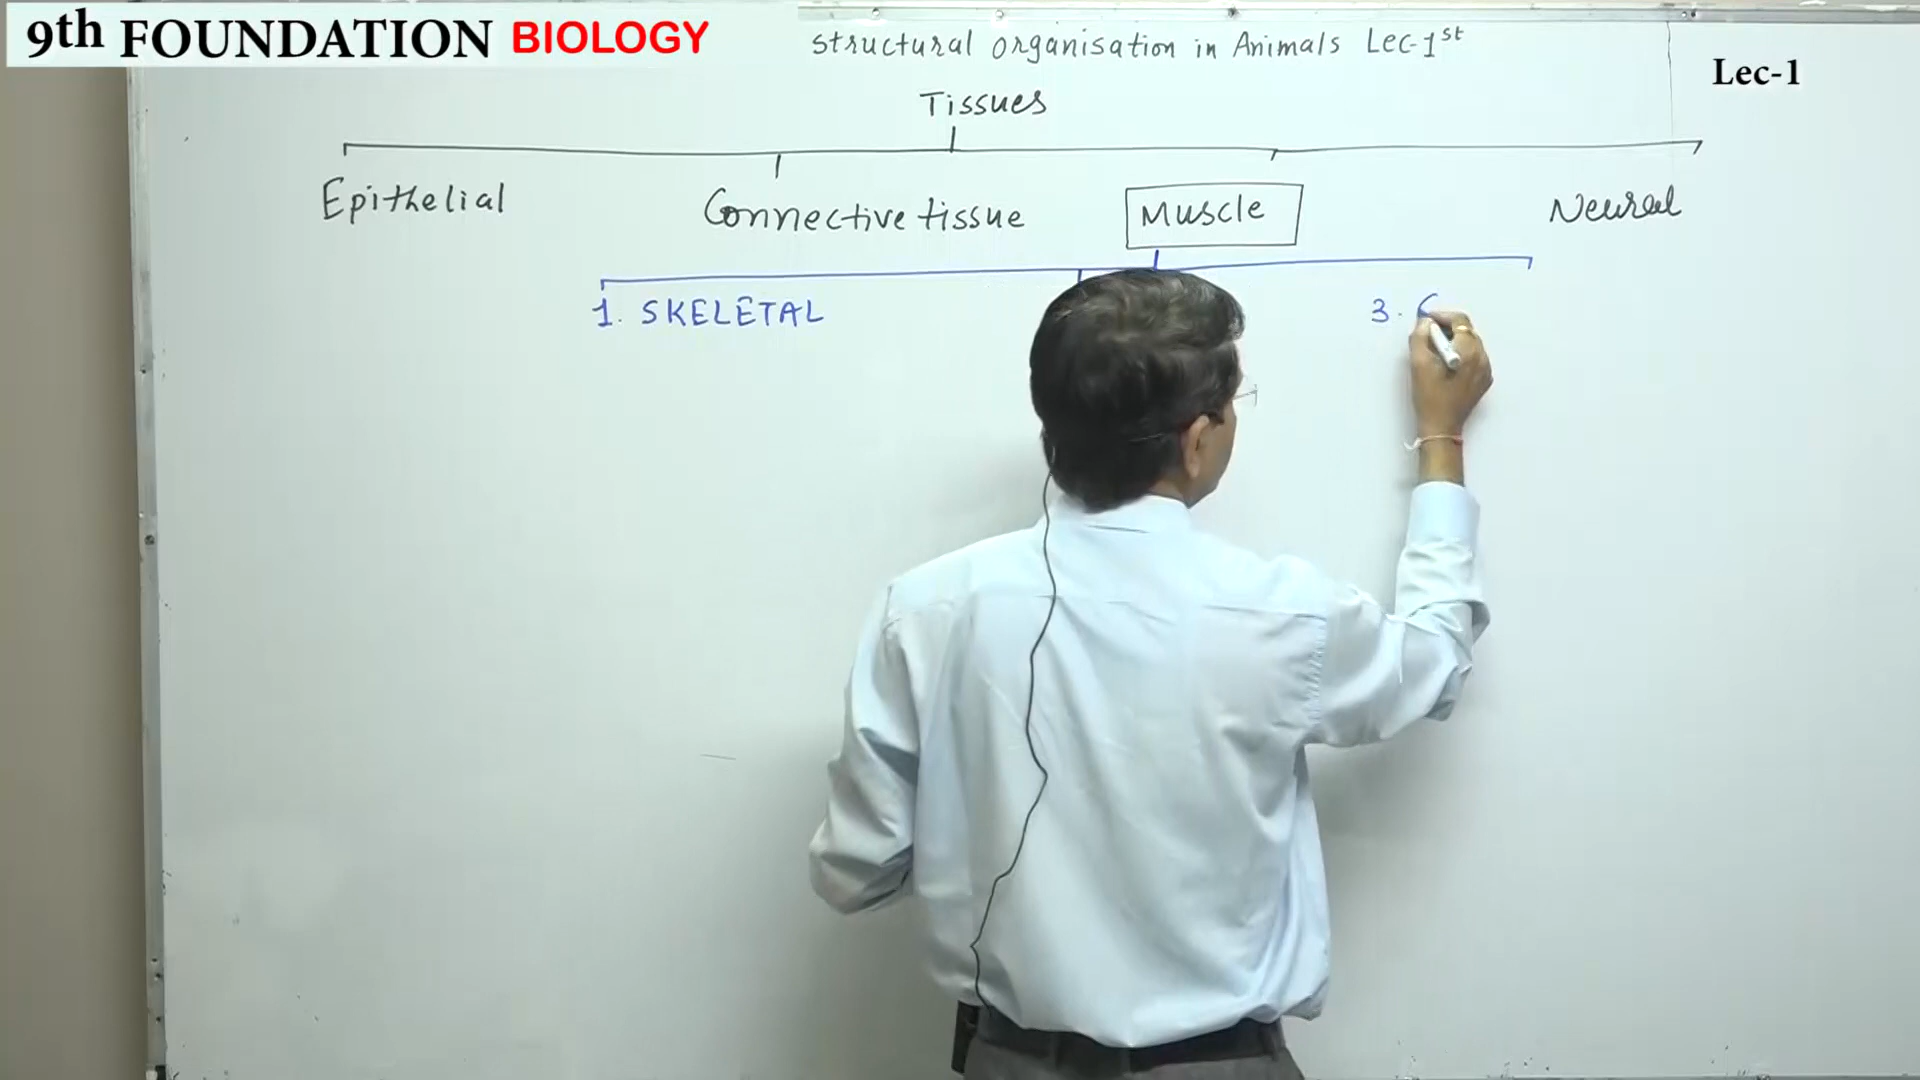 9th FOUNDATION BIOLOGY
structural organisation in Animals Lec-1st
Lec-1
Tissues
Epithelial
Connective tissue
Muscle
Neural
1. SKELETAL
3. C